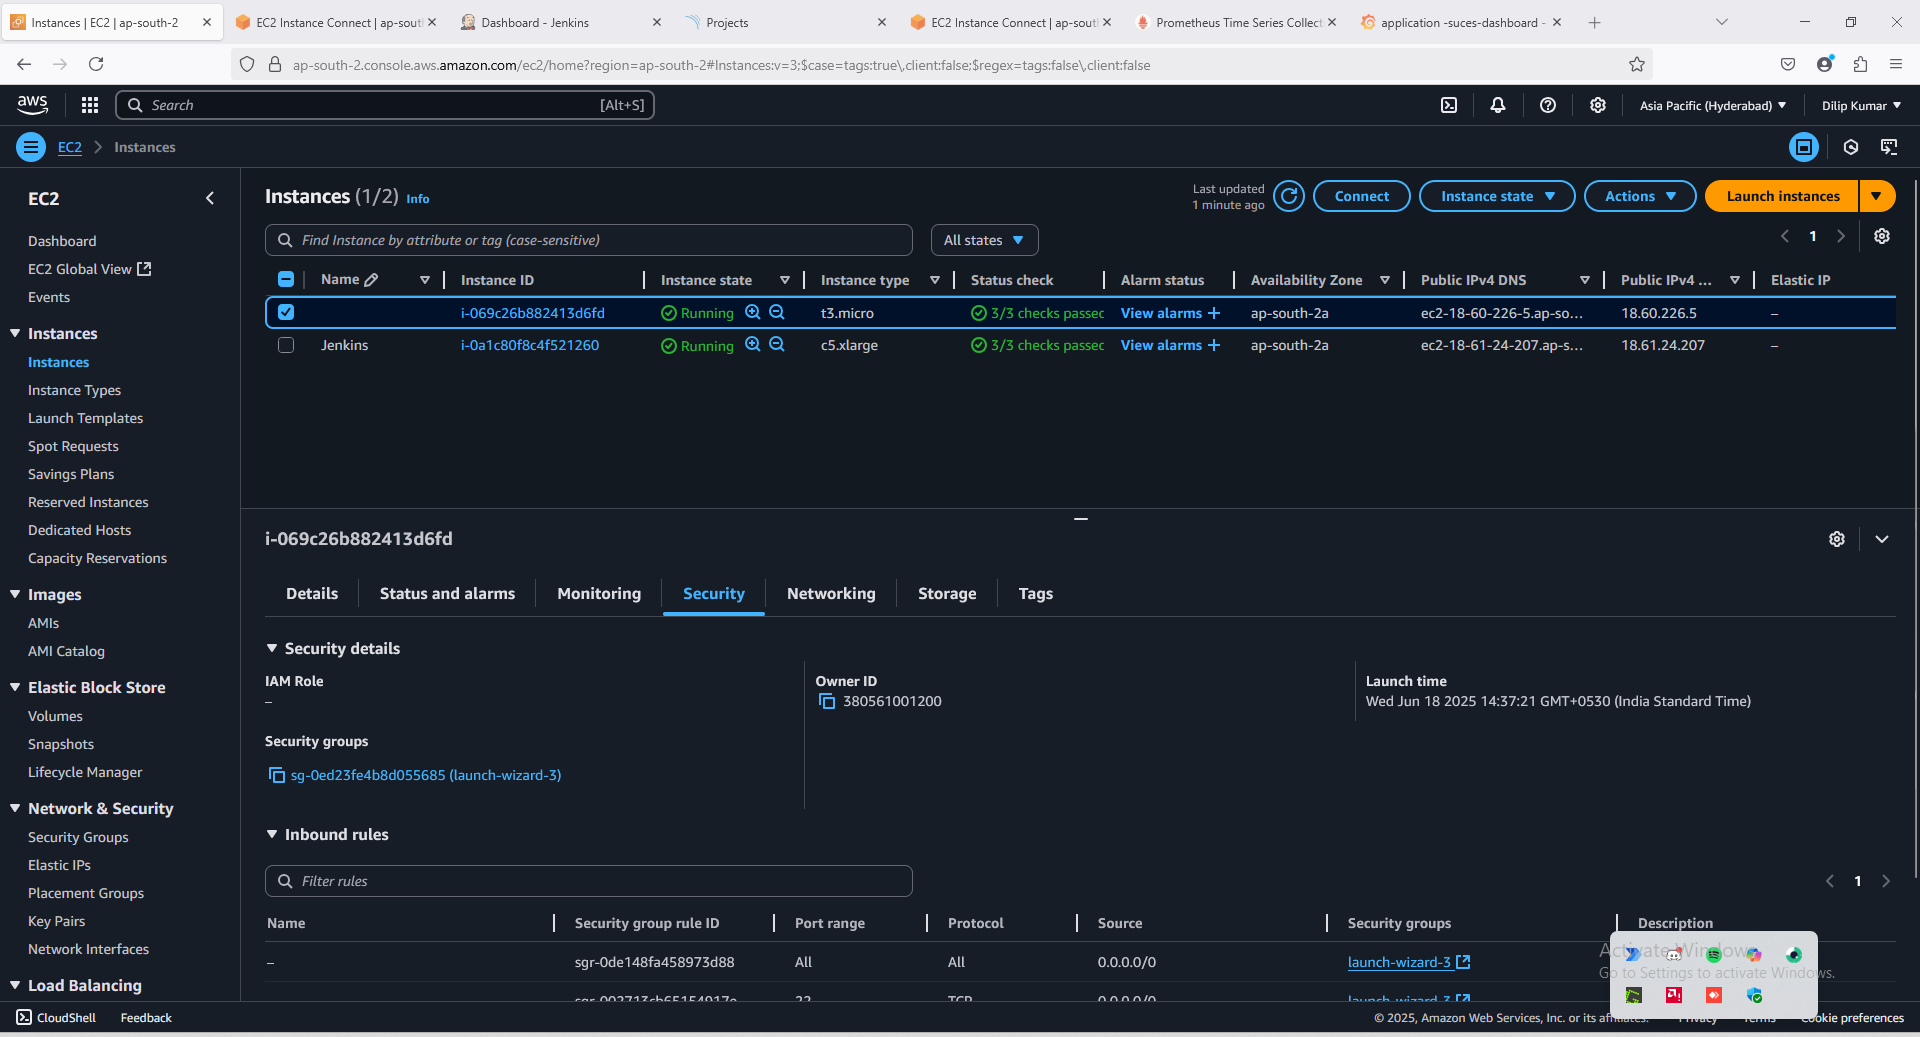 Instances | EC2 | ap-south-2
EC2 Instance Connect | ap-sout
Dashboard - Jenkins
Projects
EC2 Instance Connect | ap-sout
Prometheus Time Series Collect
application -suces-dashboard -
ap-south-2.console.aws.amazon.com/ec2/home?region=ap-south-2#Instances:v=3;$case=tags:true\,client:false;$regex=tags:false\,client:false
aws
Search
[Alt+S]
Asia Pacific (Hyderabad)
Dilip Kumar
EC2
Instances
EC2
Dashboard
EC2 Global View
Events
Instances
Instances
Instance Types
Launch Templates
Spot Requests
Savings Plans
Reserved Instances
Dedicated Hosts
Capacity Reservations
Images
AMIs
AMI Catalog
Elastic Block Store
Volumes
Snapshots
Lifecycle Manager
Network & Security
Security Groups
Elastic IPs
Placement Groups
Key Pairs
Network Interfaces
Load Balancing
Instances (1/2) Info
Last updated
1 minute ago
Connect
Instance state
Actions
Launch instances
Find Instance by attribute or tag (case-sensitive)
All states
1
Name Instance ID Instance state Instance type Status check Alarm status Availability Zone Public IPv4 DNS Public IPv4 ... Elastic IP
i-069c26b882413d6fd Running t3.micro 3/3 checks passec View alarms + ap-south-2a ec2-18-60-226-5.ap-so... 18.60.226.5 –
Jenkins i-0a1c80f8c4f521260 Running c5.xlarge 3/3 checks passec View alarms + ap-south-2a ec2-18-61-24-207.ap-s... 18.61.24.207 –
i-069c26b882413d6fd
Details Status and alarms Monitoring Security Networking Storage Tags
Security details
IAM Role
–
Owner ID
380561001200
Launch time
Wed Jun 18 2025 14:37:21 GMT+0530 (India Standard Time)
Security groups
sg-0ed23fe4b8d055685 (launch-wizard-3)
Inbound rules
Filter rules
1
Name Security group rule ID Port range Protocol Source Security groups Description
– sgr-0de148fa458973d88 All All 0.0.0.0/0 launch-wizard-3
22 TCP 0.0.0.0/0 launch-wizard-3
Activate Windows
Go to Settings to activate Windows.
CloudShell
Feedback
© 2025, Amazon Web Services, Inc. or its affiliates.
Privacy
Terms
Cookie preferences